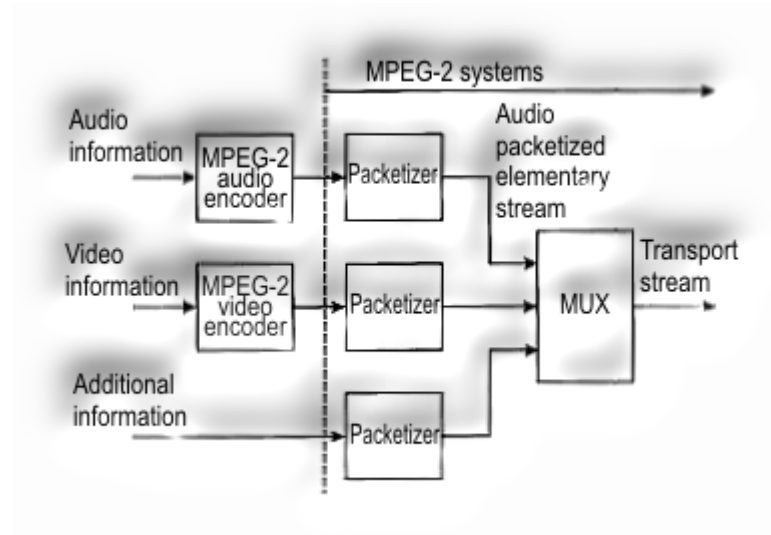 MPEG-2 systems
Audio
information
MPEG-2
audio
encoder
Packetizer
Audio
packetized
elementary
stream
Video
information
MPEG-2
video
encoder
Packetizer
MUX
Transport
stream
Additional
information
Packetizer